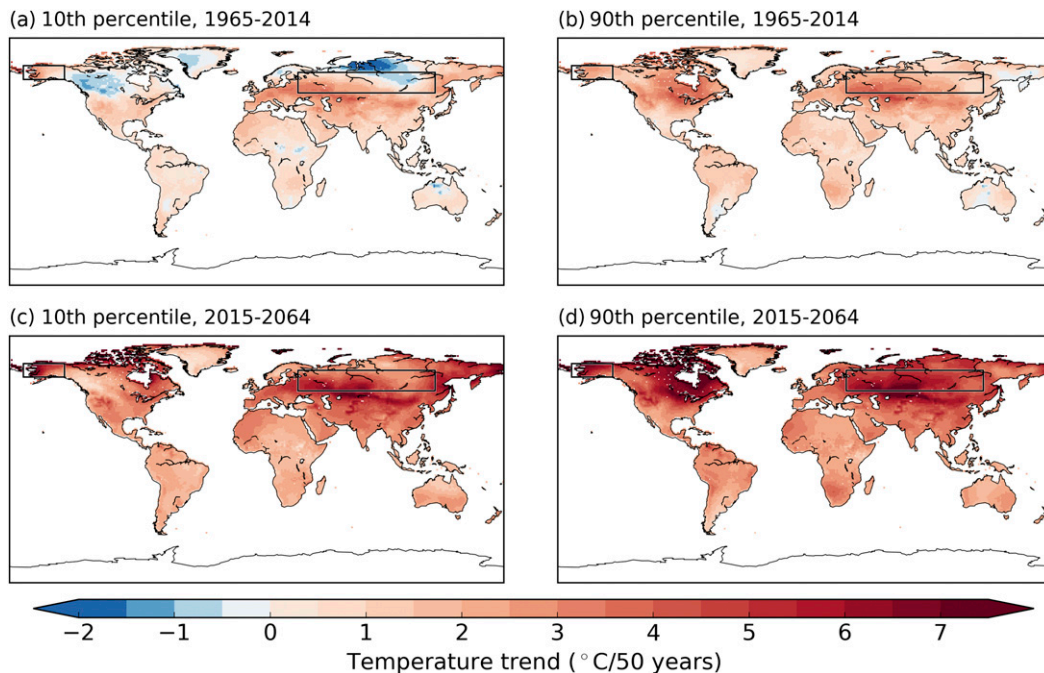 (a) 10th percentile, 1965-2014
(b) 90th percentile, 1965-2014
(c) 10th percentile, 2015-2064
(d) 90th percentile, 2015-2064
−2 −1 0 1 2 3 4 5 6 7
Temperature trend (°C/50 years)